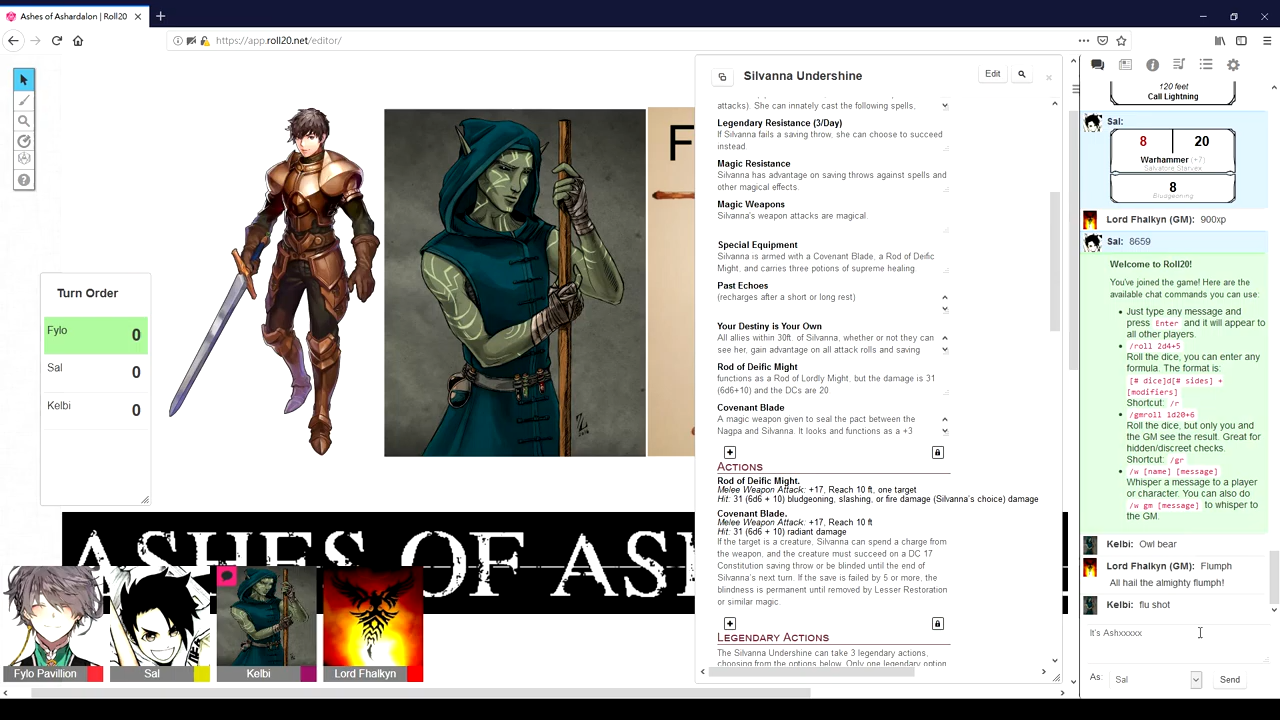 Ashes of Ashardalon | Roll20
https://app.roll20.net/editor/
Turn Order
Fylo 0
Sal 0
Kelbi 0
F
ASHES OF AS
Fylo Pavillion
Sal
Kelbi
Lord Fhalkyn
Silvanna Undershine
Edit
attacks). She can innately cast the following spells,
Legendary Resistance (3/Day)
If Silvanna fails a saving throw, she can choose to succeed
instead.
Magic Resistance
Silvanna has advantage on saving throws against spells and
other magical effects.
Magic Weapons
Silvanna's weapon attacks are magical.
Special Equipment
Silvanna is armed with a Covenant Blade, a Rod of Deific
Might, and carries three potions of supreme healing.
Past Echoes
(recharges after a short or long rest)
Your Destiny is Your Own
All allies within 30ft. of Silvanna, whether or not they can
see her, gain advantage on all attack rolls and saving
Rod of Deific Might
functions as a Rod of Lordly Might, but the damage is 31
(6d6+10) and the DCs are 20
Covenant Blade
A magic weapon given to seal the pact between the
Nagpa and Silvanna. It looks and functions as a +3
ACTIONS
Rod of Deific Might.
Melee Weapon Attack: +17, Reach 10 ft, one target
Hit: 31 (6d6 + 10) bludgeoning, slashing, or fire damage (Silvanna's choice) damage
Covenant Blade.
Melee Weapon Attack: +17, Reach 10 ft
Hit: 31 (6d6 + 10) radiant damage
If the target is a creature, Silvanna can spend a charge from
the weapon, and the creature must succeed on a DC 17
Constitution saving throw or be blinded until the end of
Silvanna's next turn. If the save is failed by 5 or more, the
blindness is permanent until removed by Lesser Restoration
or similar magic.
LEGENDARY ACTIONS
The Silvanna Undershine can take 3 legendary actions,
choosing from the options below. Only one legendary option
120 feet
Call Lightning
Sal:
8 20
Warhammer (+7)
Salvatore Starvex
8
Bludgeoning
Lord Fhalkyn (GM): 900xp
Sal: 8659
Welcome to Roll20!
You've joined the game! Here are the
available chat commands you can use:
Just type any message and
press Enter and it will appear to
all other players.
/roll 2d4+5
Roll the dice, you can enter any
formula. The format is:
[# dice]d[# sides] +
[modifiers]
Shortcut: /r
/gmroll 1d20+6
Roll the dice, but only you and
the GM see the result. Great for
hidden/discreet checks.
Shortcut: /gr
/w [name] [message]
Whisper a message to a player
or character. You can also do
/w gm [message] to whisper to
the GM.
Kelbi: Owl bear
Lord Fhalkyn (GM): Flumph
All hail the almighty flumph!
Kelbi: flu shot
It's Ashxxxxx
As: Sal
Send